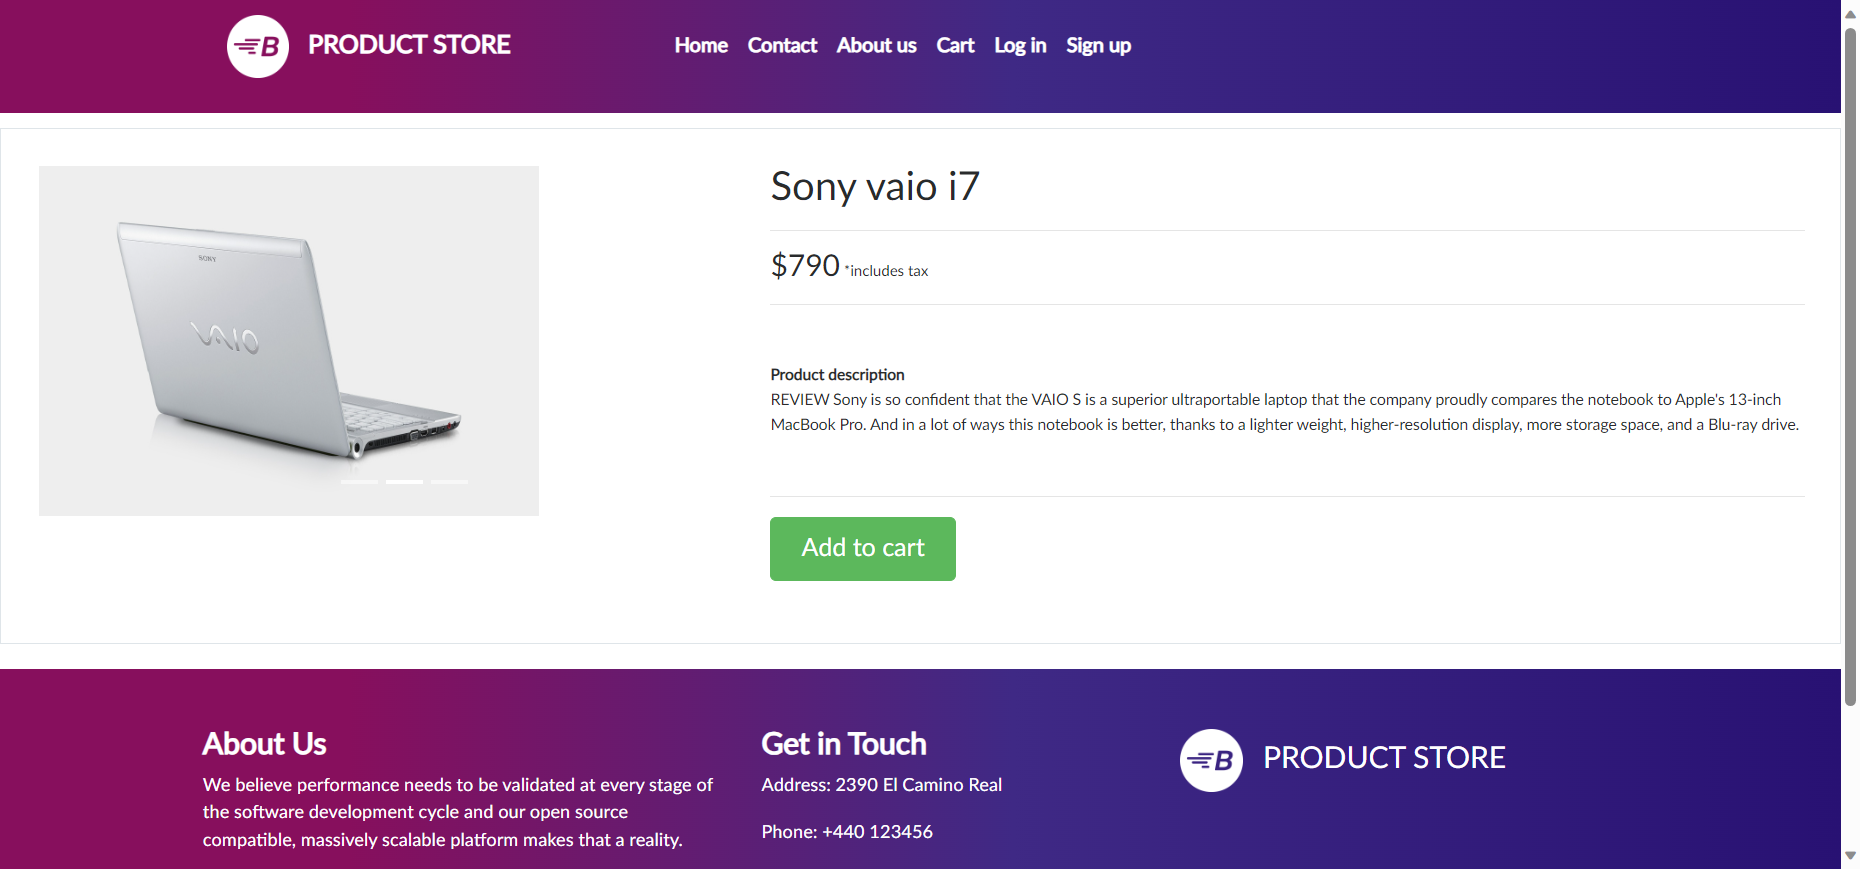 B PRODUCT STORE
Home Contact About us Cart Log in Sign up
SONY
VAIO
Sony vaio i7
$790 *includes tax
Product description
REVIEW Sony is so confident that the VAIO S is a superior ultraportable laptop that the company proudly compares the notebook to Apple's 13-inch
MacBook Pro. And in a lot of ways this notebook is better, thanks to a lighter weight, higher-resolution display, more storage space, and a Blu-ray drive.
Add to cart
About Us
We believe performance needs to be validated at every stage of
the software development cycle and our open source
compatible, massively scalable platform makes that a reality.
Get in Touch
Address: 2390 El Camino Real
Phone: +440 123456
B PRODUCT STORE